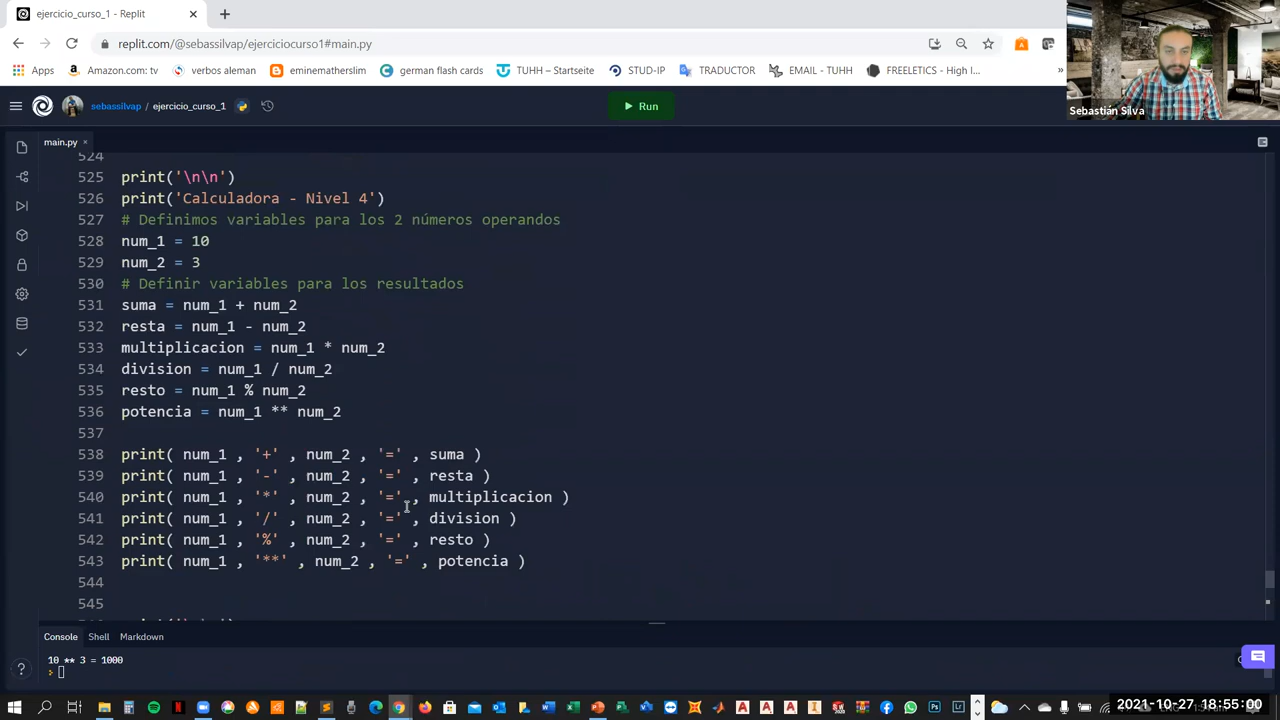 ejercicio_curso_1 - Replit
replit.com/@sebassilvap/ejerciciocurso1#main.py
Apps Amazon.com: tv verbos aleman eminematherslim german flash cards TUHH – Startseite STUD-IP TRADUCTOR EMAIL - TUHH FREELETICS - High I... »
Sebastián Silva
sebassilvap / ejercicio_curso_1
Run
main.py
524
525 print('\n\n')
526 print('Calculadora - Nivel 4')
527 # Definimos variables para los 2 números operandos
528 num_1 = 10
529 num_2 = 3
530 # Definir variables para los resultados
531 suma = num_1 + num_2
532 resta = num_1 - num_2
533 multiplicacion = num_1 * num_2
534 division = num_1 / num_2
535 resto = num_1 % num_2
536 potencia = num_1 ** num_2
537
538 print( num_1 , '+' , num_2 , '=' , suma )
539 print( num_1 , '-' , num_2 , '=' , resta )
540 print( num_1 , '*' , num_2 , '=' , multiplicacion )
541 print( num_1 , '/' , num_2 , '=' , division )
542 print( num_1 , '%' , num_2 , '=' , resto )
543 print( num_1 , '**' , num_2 , '=' , potencia )
544
545
Console Shell Markdown
10 ** 3 = 1000
2021-10-27 18:55:00